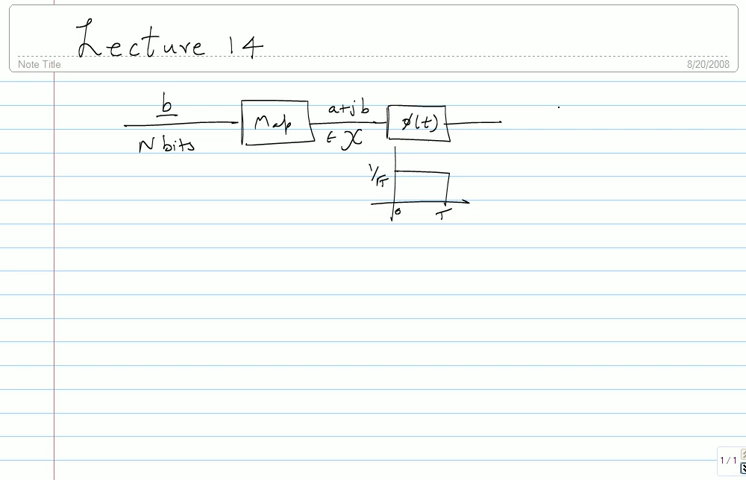 Lecture 14
Note Title
8/20/2008
b
N bits
Map
a+jb
∈ X
φ(t)
1/√T
0
T
1 / 1